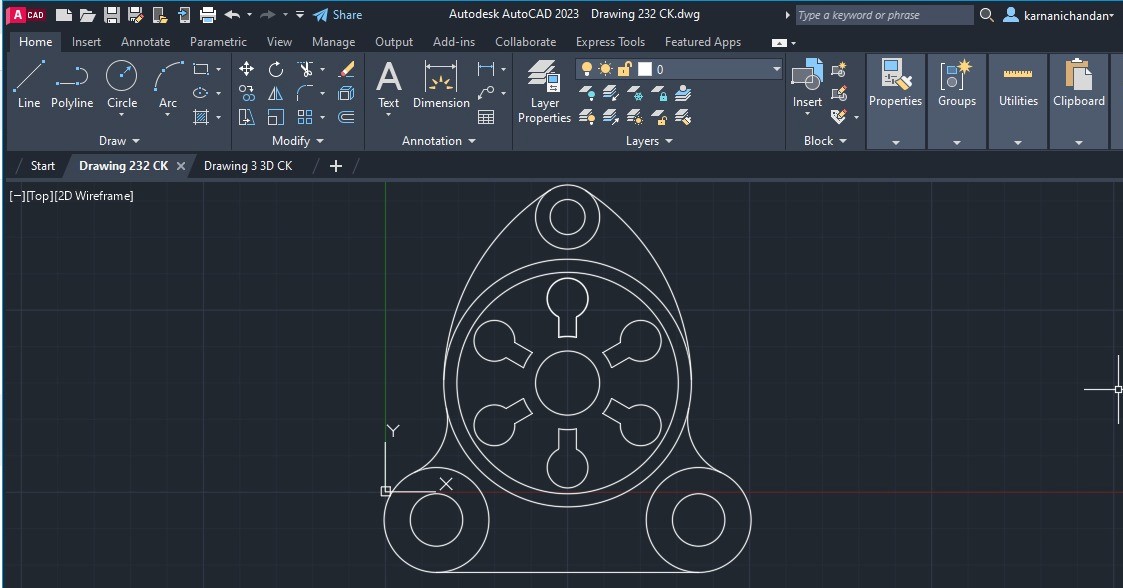 A CAD Share Autodesk AutoCAD 2023 Drawing 232 CK.dwg Type a keyword or phrase karnanichandan
Home Insert Annotate Parametric View Manage Output Add-ins Collaborate Express Tools Featured Apps
0
Line Polyline Circle Arc
A
Text Dimension
Layer
Properties
Insert
Properties Groups Utilities Clipboard
Draw Modify Annotation Layers Block
Start Drawing 232 CK Drawing 3 3D CK
[−][Top][2D Wireframe]
Y
X